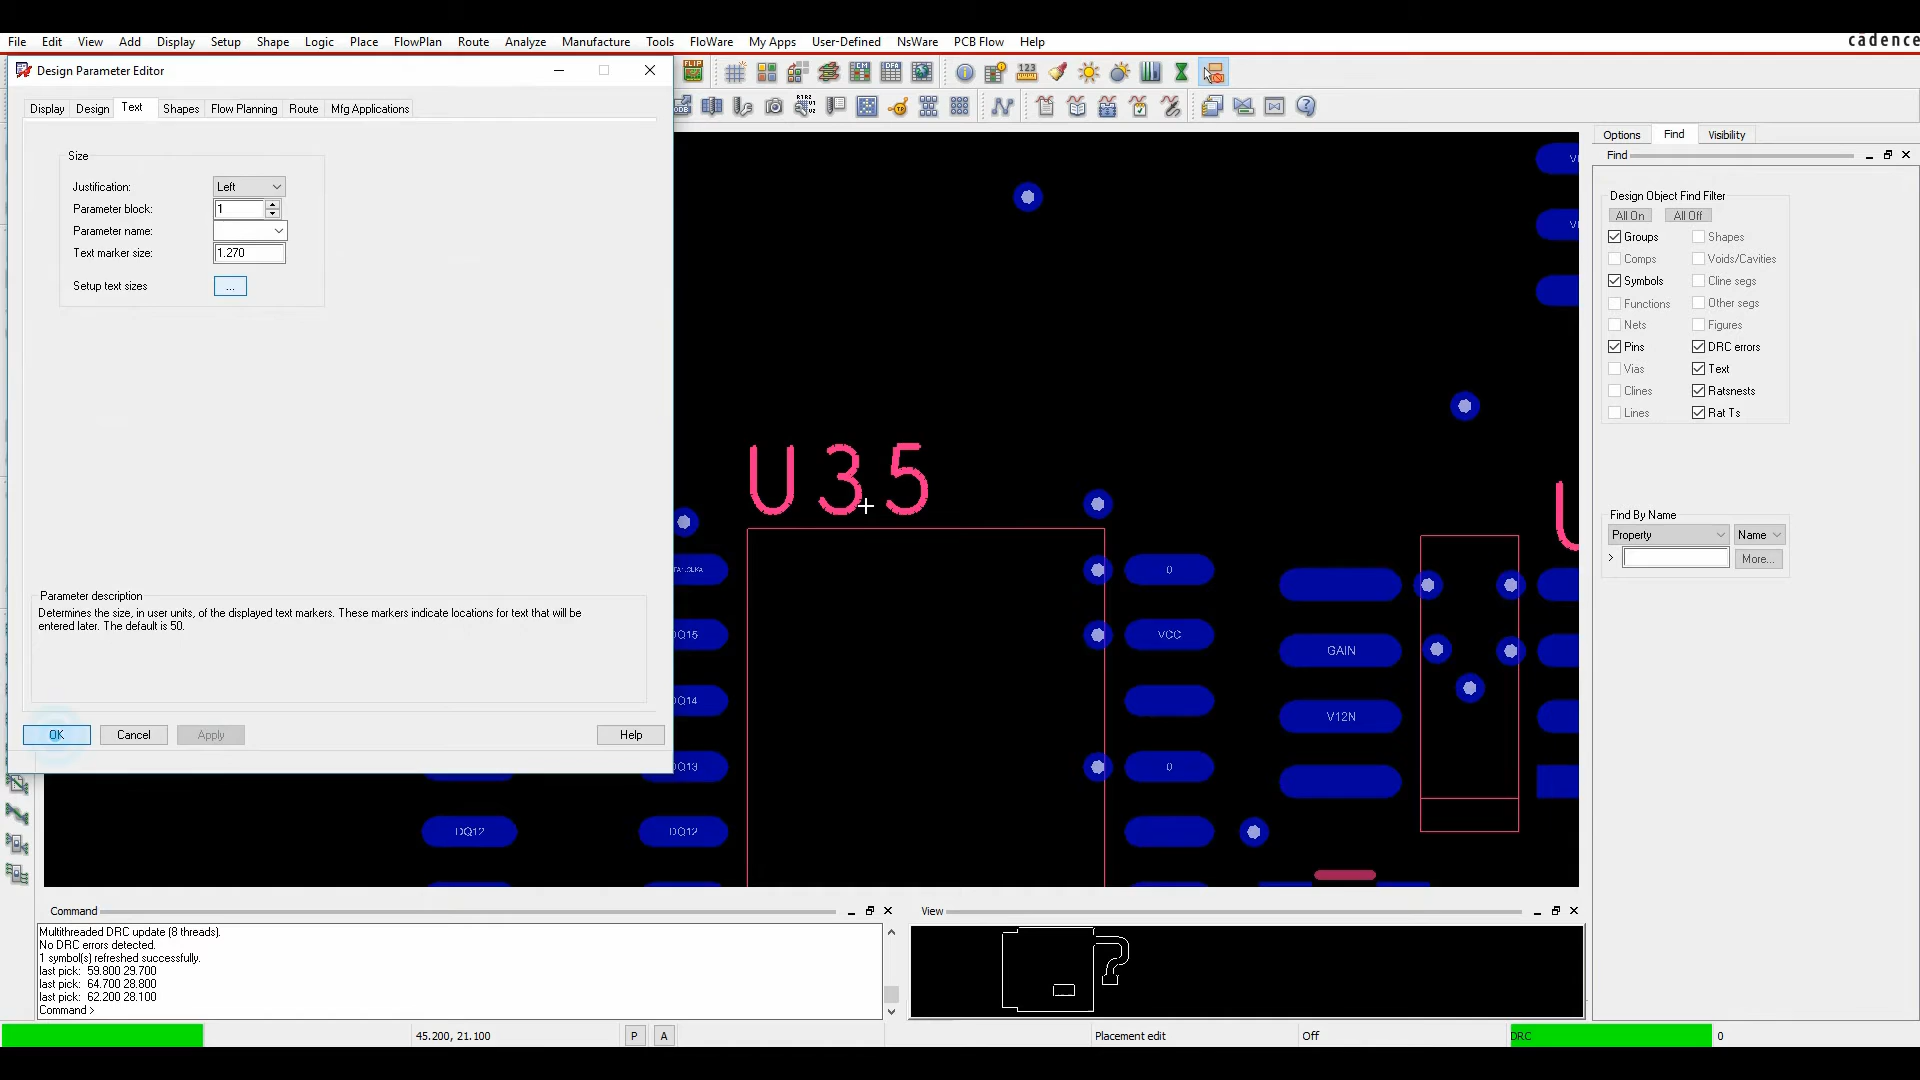 File Edit View Add Display Setup Shape Logic Place FlowPlan Route Analyze Manufacture Tools FloWare My Apps User-Defined NsWare PCB Flow Help
cadence
Design Parameter Editor
Display Design Text Shapes Flow Planning Route Mfg Applications
Size
Justification: Left
Parameter block: 1
Parameter name:
Text marker size: 1.270
Setup text sizes ...
Parameter description
Determines the size, in user units, of the displayed text markers. These markers indicate locations for text that will be
entered later. The default is 50.
OK Cancel Apply Help
FLIP
CM
DFA
123
U35
0
DQ15 VCC
GAIN
DQ14
V12N
DQ13 0
DQ12 DQ12
Options Find Visibility
Find
Design Object Find Filter
All On All Off
Groups Shapes
Comps Voids/Cavities
Symbols Cline segs
Functions Other segs
Nets Figures
Pins DRC errors
Vias Text
Clines Ratsnests
Lines Rat Ts
Find By Name
Property Name
> More...
Command
Multithreaded DRC update (8 threads).
No DRC errors detected.
1 symbol(s) refreshed successfully.
last pick: 59.800 29.700
last pick: 64.700 28.800
last pick: 62.200 28.100
Command >
View
45.200, 21.100 P A Placement edit Off DRC 0